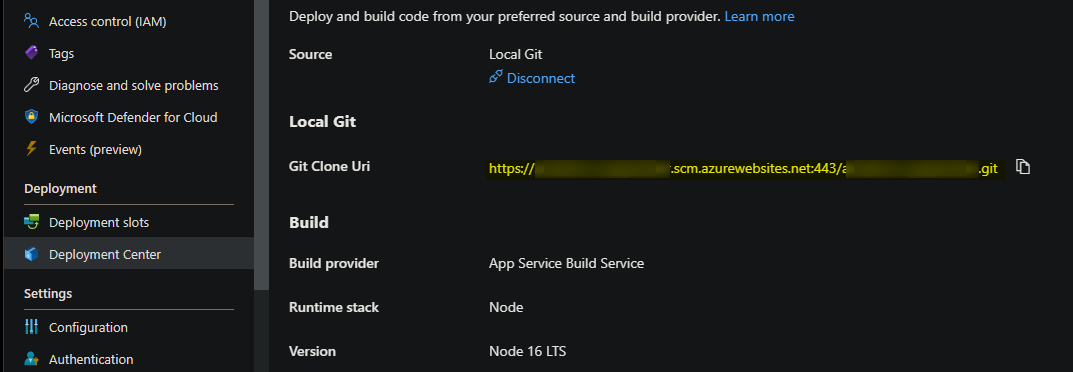 Access control (IAM)
Tags
Diagnose and solve problems
Microsoft Defender for Cloud
Events (preview)
Deployment
Deployment slots
Deployment Center
Settings
Configuration
Authentication
Deploy and build code from your preferred source and build provider. Learn more
Source Local Git
Disconnect
Local Git
Git Clone Uri https:// .scm.azurewebsites.net:443/a .git
Build
Build provider App Service Build Service
Runtime stack Node
Version Node 16 LTS